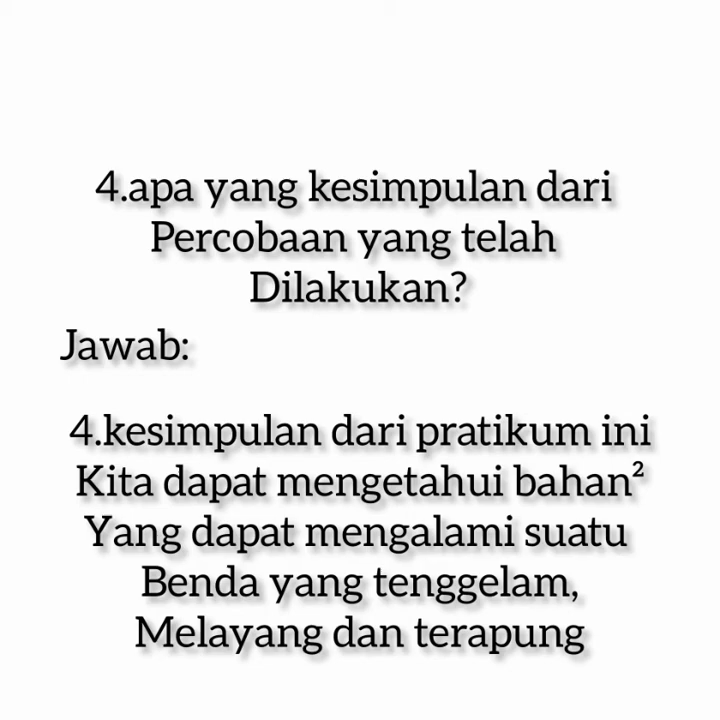 4.apa yang kesimpulan dari
Percobaan yang telah
Dilakukan?
Jawab:
4.kesimpulan dari pratikum ini
Kita dapat mengetahui bahan²
Yang dapat mengalami suatu
Benda yang tenggelam,
Melayang dan terapung